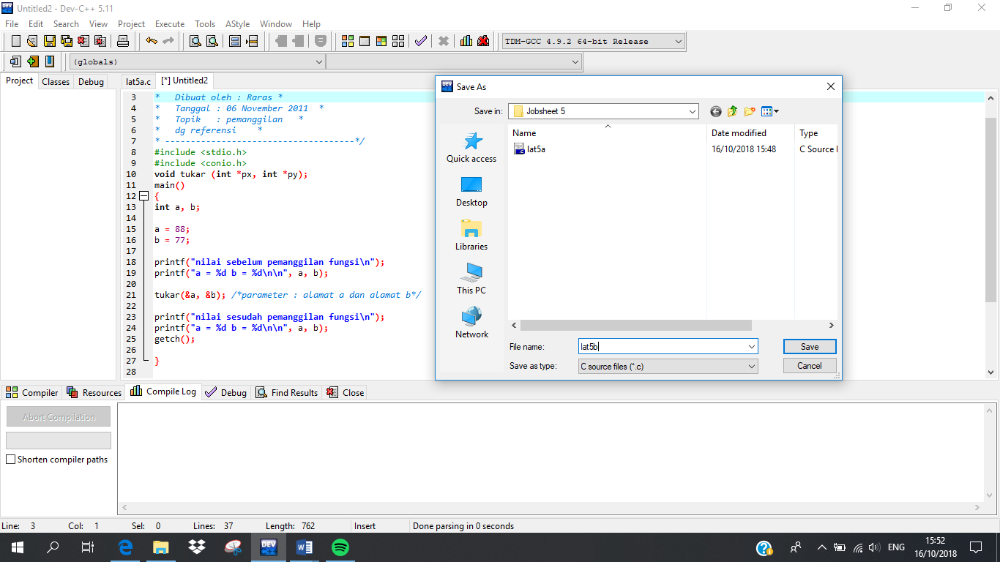 Untitled2 - Dev-C++ 5.11
File Edit Search View Project Execute Tools AStyle Window Help
TDM-GCC 4.9.2 64-bit Release
(globals)
Project Classes Debug
lat5a.c [*] Untitled2
3 * Dibuat oleh : Raras *
4 * Tanggal : 06 November 2011 *
5 * Topik : pemanggilan *
6 * dg referensi *
7 * ------------------------------------*/
8 #include <stdio.h>
9 #include <conio.h>
10 void tukar (int *px, int *py);
11 main()
12 {
13 int a, b;
14
15 a = 88;
16 b = 77;
17
18 printf("nilai sebelum pemanggilan fungsi\n");
19 printf("a = %d b = %d\n\n", a, b);
20
21 tukar(&a, &b); /*parameter : alamat a dan alamat b*/
22
23 printf("nilai sesudah pemanggilan fungsi\n");
24 printf("a = %d b = %d\n\n", a, b);
25 getch();
26
27 }
28
Save As
Save in: Jobsheet 5
Name Date modified Type
lat5a 16/10/2018 15:48 C Source
Quick access
Desktop
Libraries
This PC
Network
File name: lat5b Save
Save as type: C source files (*.c) Cancel
Compiler Resources Compile Log Debug Find Results Close
Abort Compilation
Shorten compiler paths
Line: 3 Col: 1 Sel: 0 Lines: 37 Length: 762 Insert Done parsing in 0 seconds
DEV
ENG
15:52
16/10/2018